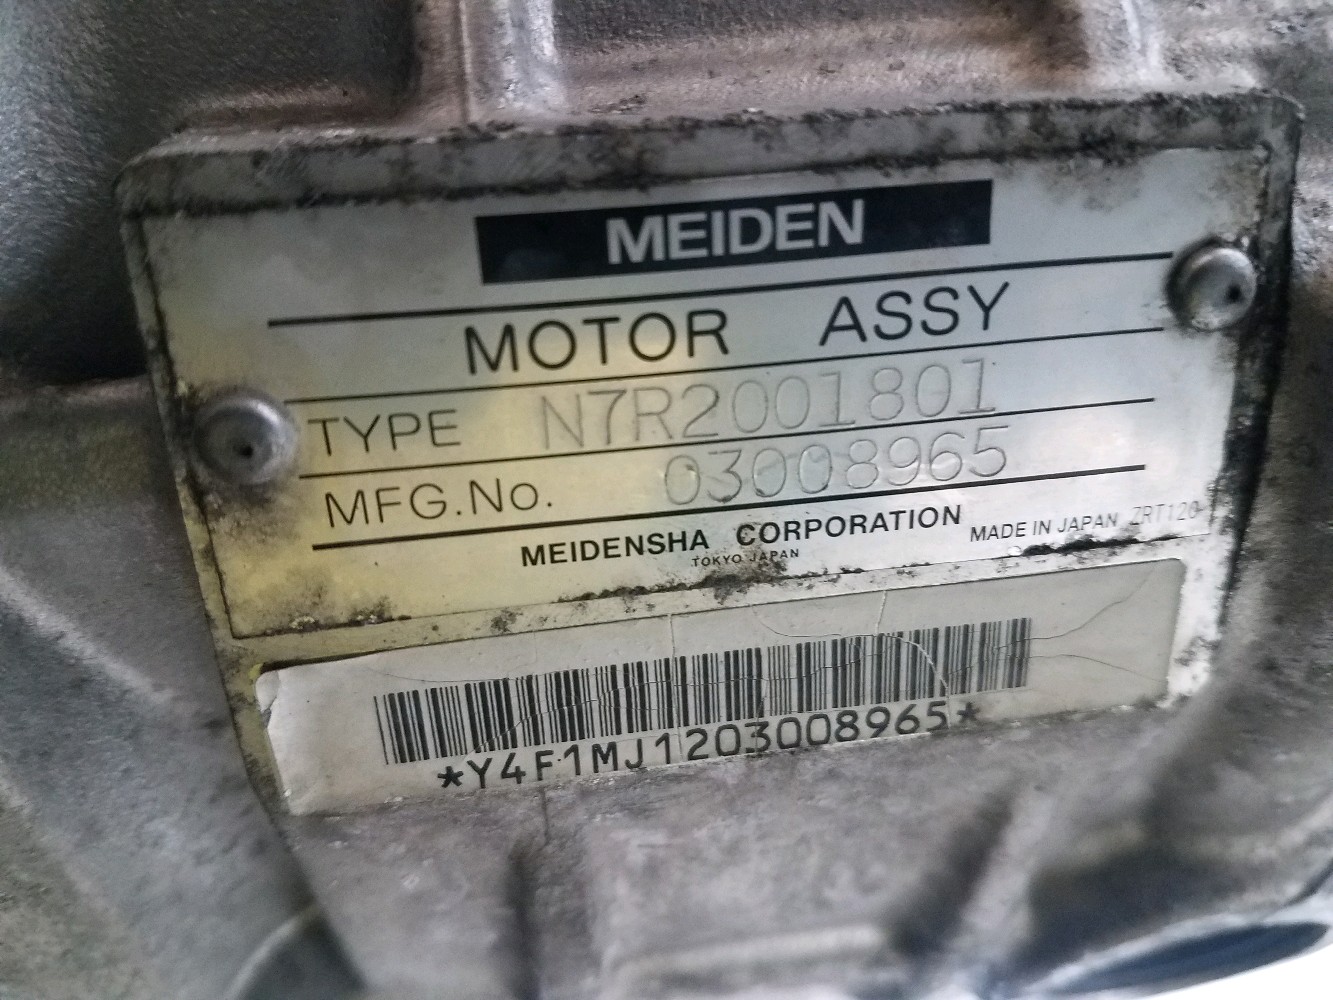 MEIDEN
MOTOR ASSY
TYPE N7R2001801
MFG.No. 03008965
MEIDENSHA CORPORATION MADE IN JAPAN ZRT120
TOKYO JAPAN
*Y4F1MJ1203008965*